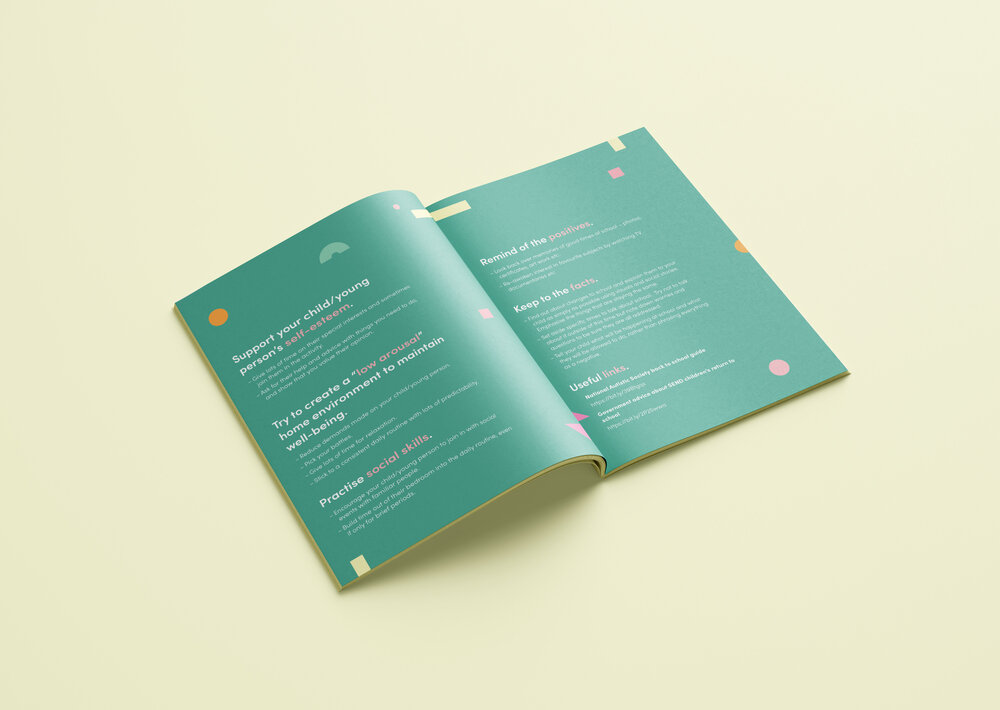 Support your child/young
person's self-esteem.
- Give lots of time on their special interests and sometimes
join them in the activity.
- Ask for their help and advice with things you need to do,
and show that you value their opinion.
Try to create a "low arousal"
home environment to maintain
well-being.
- Reduce demands made on your child/young person.
- Pick your battles.
- Give lots of time for relaxation.
- Stick to a consistent daily routine with lots of predictability.
Practise social skills.
- Encourage your child/young person to join in with social
events with familiar people.
- Build time out of their bedroom into the daily routine, even
if only for brief periods.
Remind of the positives.
- Look back over memories of good times at school - photos,
certificates, art work etc.
- Re-awaken interest in favourite subjects by watching TV
documentaries etc.
Keep to the facts.
- Find out about changes to school and explain them to your
child as simply as possible using visuals and social stories.
Emphasise the things that are staying the same.
- Set aside specific times to talk about school. Try not to talk
about it outside of this time but note down worries and
questions to be sure they are all addressed.
- Tell your child what will be happening at school and what
they will be allowed to do, rather than phrasing everything
as a negative.
Useful links.
National Autistic Society back to school guide
Government advice about SEND children's return to
school